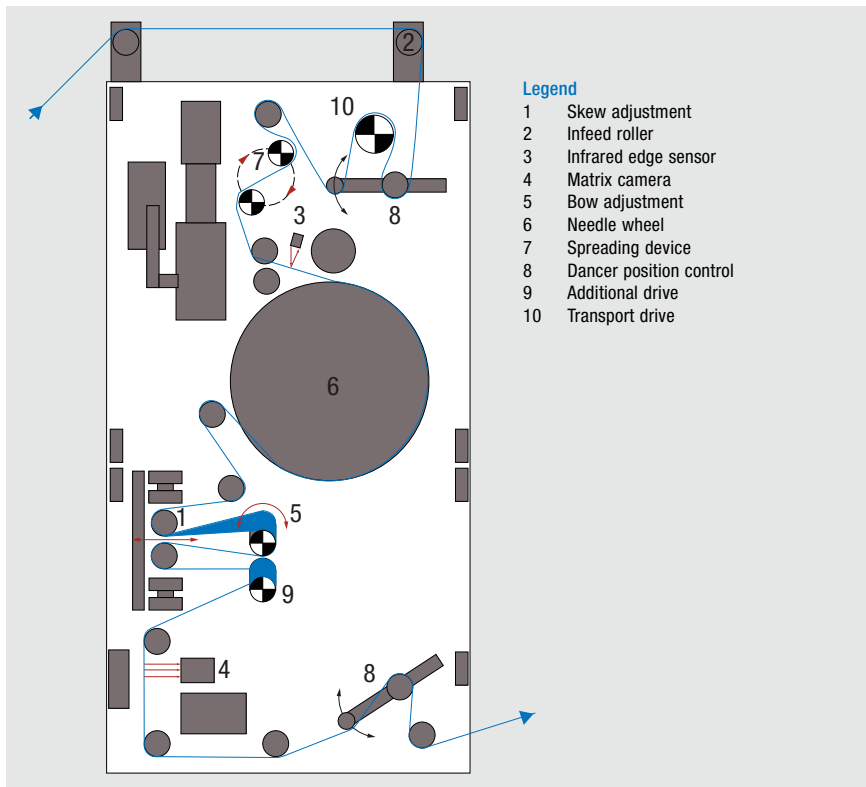 2
10
7
3
8
6
1
5
9
4
8
Legend
1 Skew adjustment
2 Infeed roller
3 Infrared edge sensor
4 Matrix camera
5 Bow adjustment
6 Needle wheel
7 Spreading device
8 Dancer position control
9 Additional drive
10 Transport drive